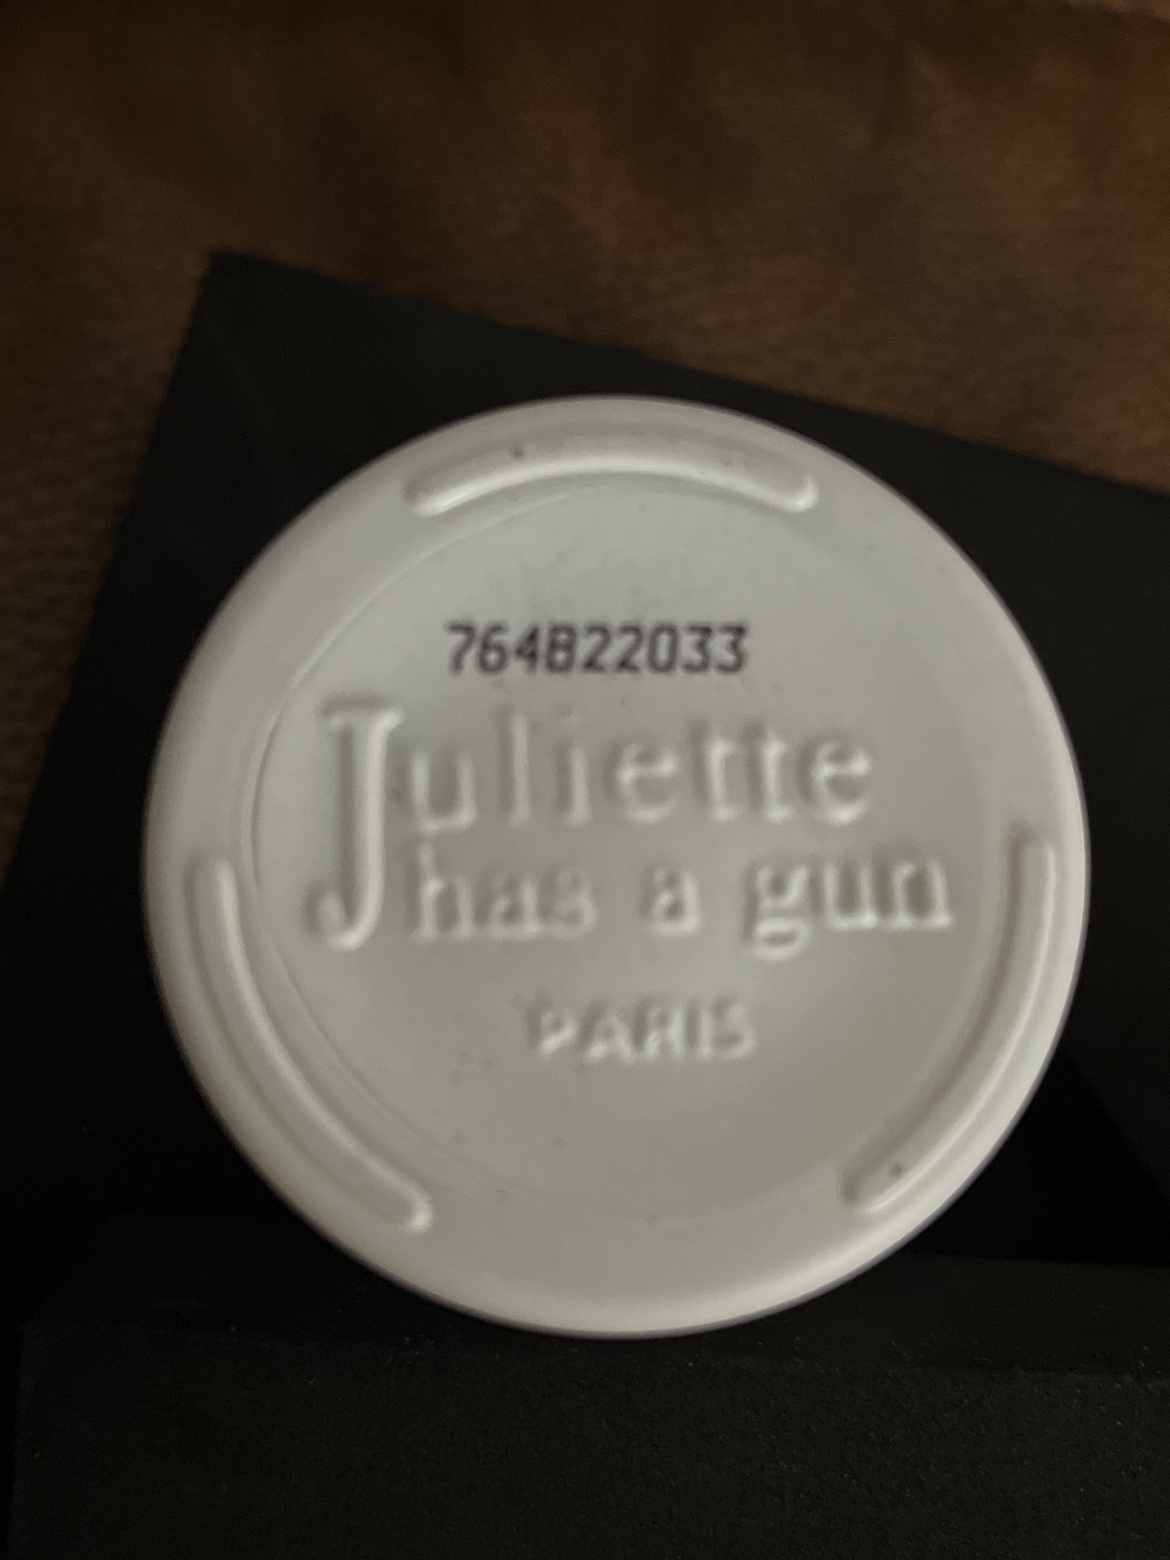 764B22033
Juliette
has a gun
PARIS